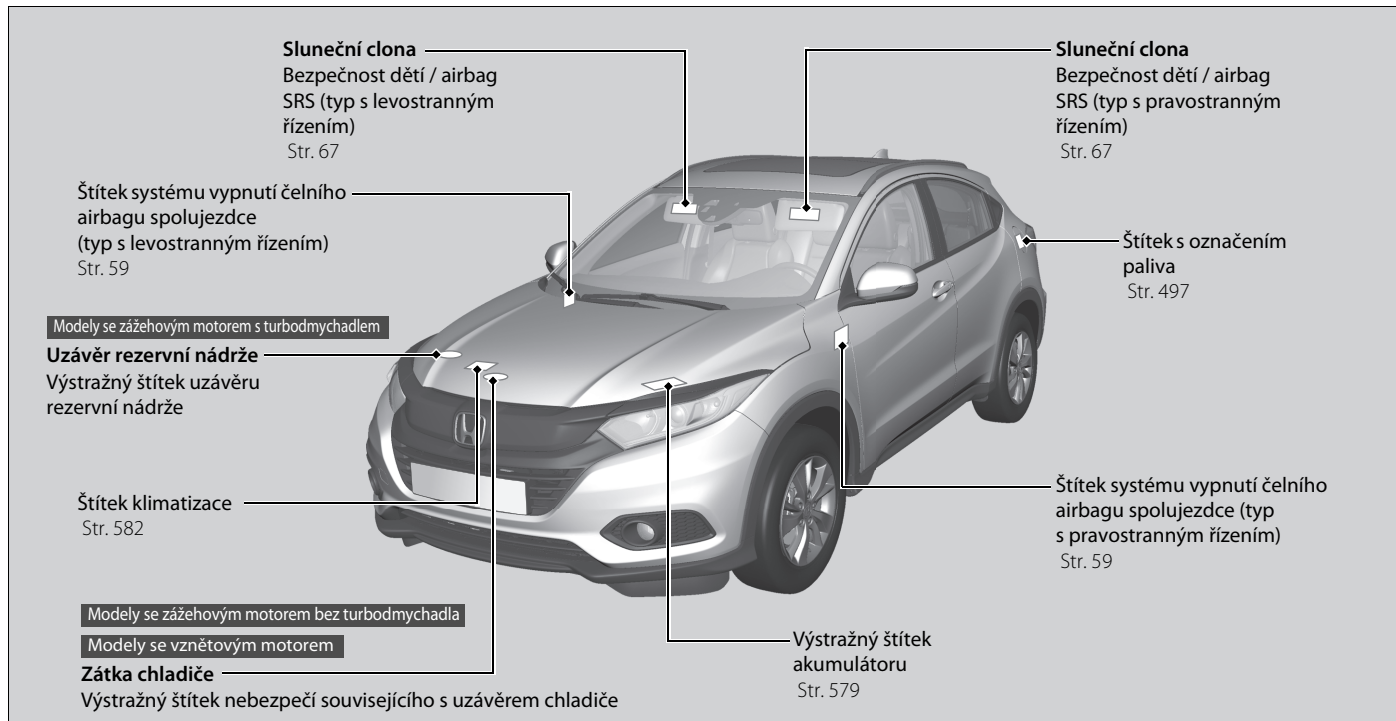 Sluneční clona
Bezpečnost dětí / airbag
SRS (typ s levostranným
řízením)
Str. 67
Sluneční clona
Bezpečnost dětí / airbag
SRS (typ s pravostranným
řízením)
Str. 67
Štítek systému vypnutí čelního
airbagu spolujezdce
(typ s levostranným řízením)
Str. 59
Štítek s označením
paliva
Str. 497
Modely se zážehovým motorem s turbodmychadlem
Uzávěr rezervní nádrže
Výstražný štítek uzávěru
rezervní nádrže
Štítek klimatizace
Str. 582
Štítek systému vypnutí čelního
airbagu spolujezdce (typ
s pravostranným řízením)
Str. 59
Modely se zážehovým motorem bez turbodmychadla
Modely se vznětovým motorem
Zátka chladiče
Výstražný štítek nebezpečí souvisejícího s uzávěrem chladiče
Výstražný štítek
akumulátoru
Str. 579